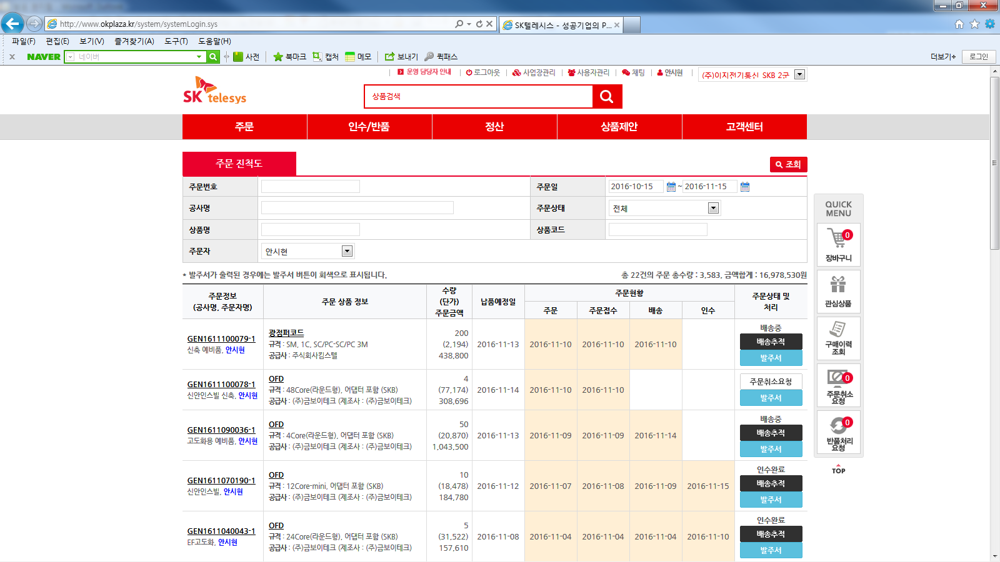 http://www.okplaza.kr/system/systemLogin.sys
SK텔레시스 - 성공기업의 P...
파일(F) 편집(E) 보기(V) 즐겨찾기(A) 도구(T) 도움말(H)
NAVER 네이버 사전 북마크 캡처 메모 보내기 퀵패스 더보기+ 로그인
운영 담당자 안내 로그아웃 사업장관리 사용자관리 채팅 안시현 (주)이지전기통신_SKB 2군
SK telesys
상품검색
주문 인수/반품 정산 상품제안 고객센터
주문 진척도 조회
주문번호 주문일 2016-10-15 ~ 2016-11-15
공사명 주문상태 전체
상품명 상품코드
주문자 안시현
* 발주서가 출력된 경우에는 발주서 버튼이 회색으로 표시됩니다. 총 22건의 주문 총수량 : 3,583, 금액합계 : 16,978,530원
주문정보
(공사명, 주문자명)
주문 상품 정보
수량
(단가)
주문금액
납품예정일
주문현황
주문 주문접수 배송 인수
주문상태 및
처리
GEN1611100079-1
신축 예비품, 안시현
광점퍼코드
규격 : SM, 1C, SC/PC-SC/PC 3M
공급사 : 주식회사킴스텔
200
(2,194)
438,800
2016-11-13 2016-11-10 2016-11-10 2016-11-10
배송중
배송추적
발주서
GEN1611100078-1
신안인스빌 신축, 안시현
OFD
규격 : 48Core(라운드형), 어댑터 포함 (SKB)
공급사 : (주)금보이테크 (제조사 : (주)금보이테크)
4
(77,174)
308,696
2016-11-14 2016-11-10 2016-11-10
주문취소요청
발주서
GEN1611090036-1
고도화용 예비품, 안시현
OFD
규격 : 4Core(라운드형), 어댑터 포함 (SKB)
공급사 : (주)금보이테크 (제조사 : (주)금보이테크)
50
(20,870)
1,043,500
2016-11-13 2016-11-09 2016-11-09 2016-11-14
배송중
배송추적
발주서
GEN1611070190-1
신안인스빌, 안시현
OFD
규격 : 12Core-mini, 어댑터 포함 (SKB)
공급사 : (주)금보이테크 (제조사 : (주)금보이테크)
10
(18,478)
184,780
2016-11-12 2016-11-07 2016-11-08 2016-11-09 2016-11-15
인수완료
배송추적
발주서
GEN1611040043-1
EF고도화, 안시현
OFD
규격 : 24Core(라운드형), 어댑터 포함 (SKB)
공급사 : (주)금보이테크 (제조사 : (주)금보이테크)
5
(31,522)
157,610
2016-11-08 2016-11-04 2016-11-04 2016-11-04 2016-11-10
인수완료
배송추적
발주서
QUICK
MENU
0
장바구니
관심상품
구매이력
조회
0
주문취소
요청
0
반품처리
요청
TOP